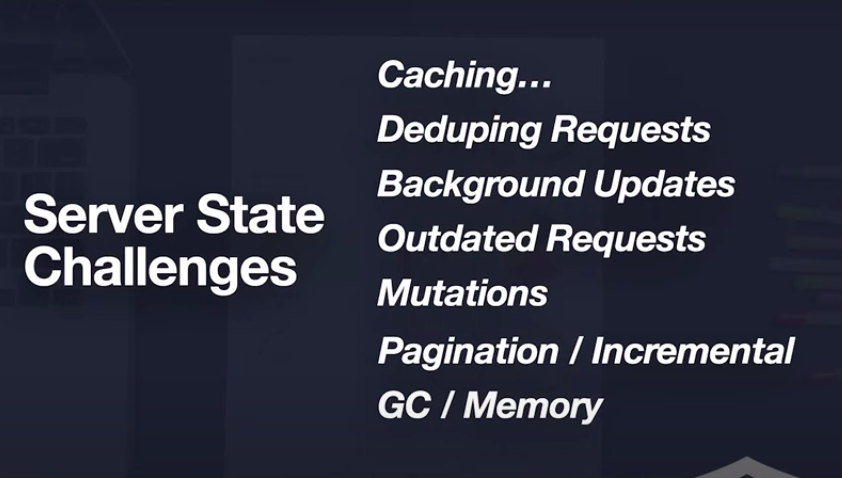 Server State
Challenges
Caching...
Deduping Requests
Background Updates
Outdated Requests
Mutations
Pagination / Incremental
GC / Memory